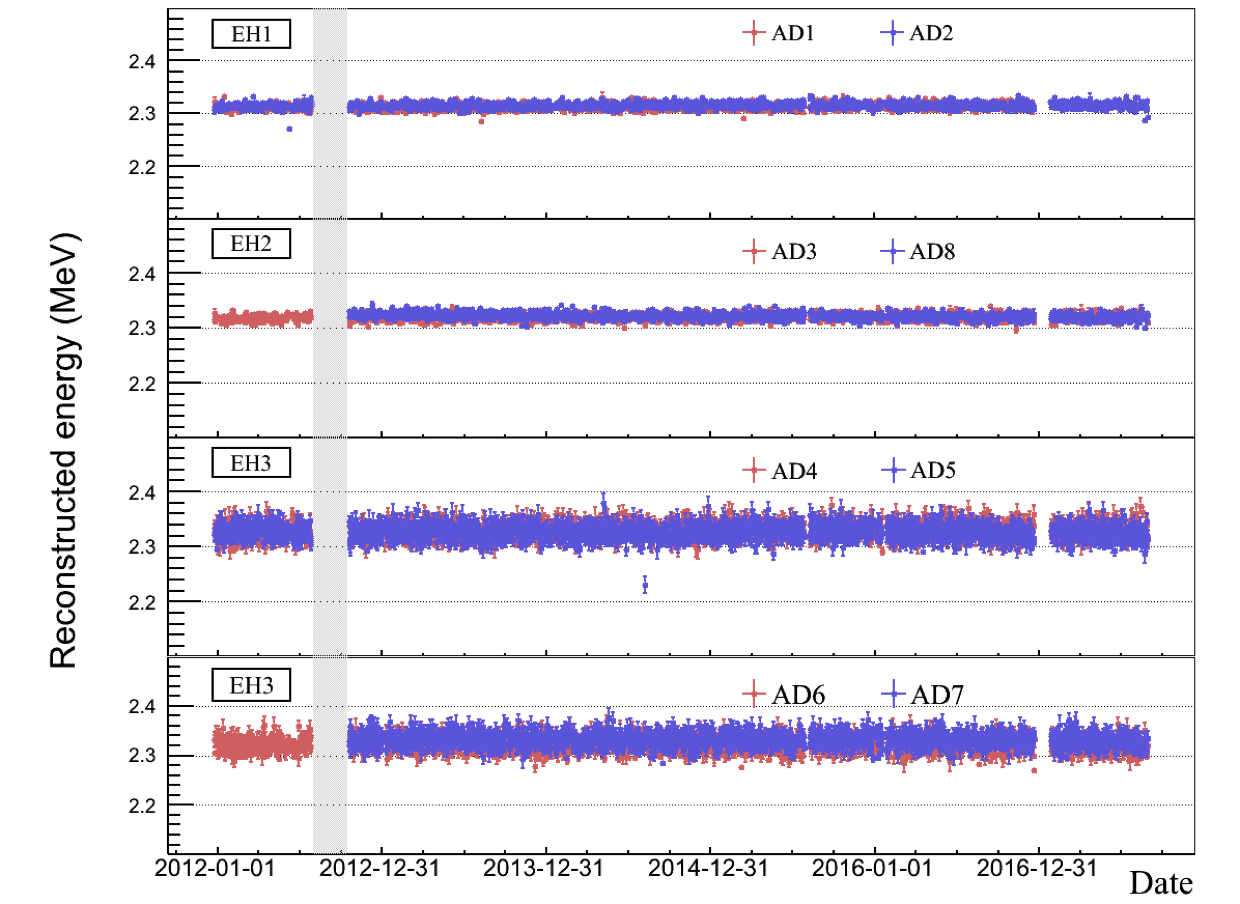 EH1 AD1 AD2
2.4
2.3
2.2
EH2 AD3 AD8
2.4
2.3
2.2
EH3 AD4 AD5
2.4
2.3
2.2
EH3 AD6 AD7
2.4
2.3
2.2
Reconstructed energy (MeV)
2012-01-01 2012-12-31 2013-12-31 2014-12-31 2016-01-01 2016-12-31
Date